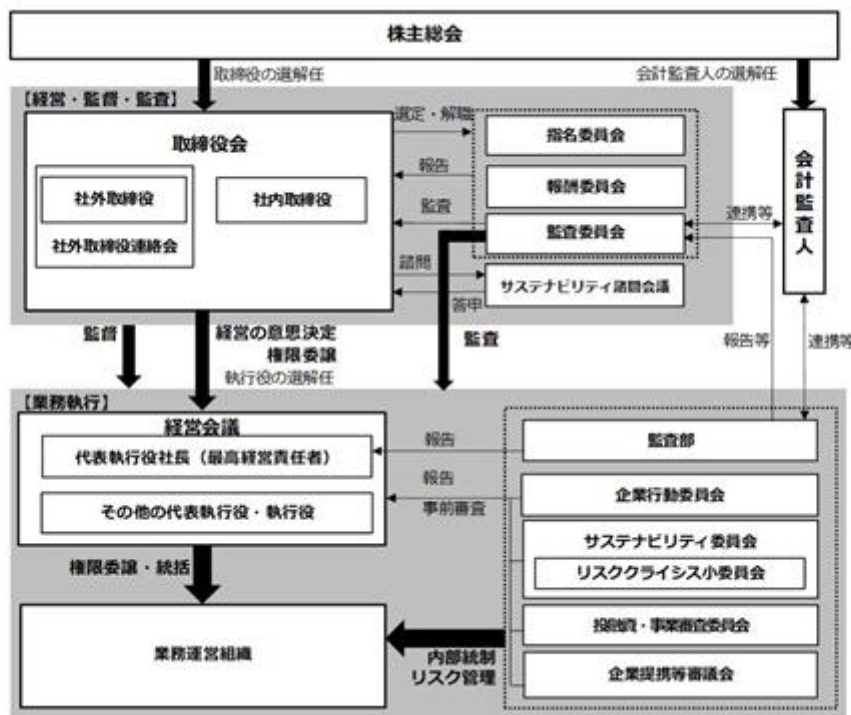 株主総会
取締役の選解任
会計監査人の選解任
【経営・監督・監査】
取締役会
社外取締役
社内取締役
社外取締役連絡会
選定・解職
報告
監査
諮問
答申
指名委員会
報酬委員会
監査委員会
サステナビリティ諮問会議
連携等
会計監査人
監督
経営の意思決定
権限委譲
執行役の選解任
監査
報告等
連携等
【業務執行】
経営会議
代表執行役社長（最高経営責任者）
その他の代表執行役・執行役
報告
報告
事前審査
監査部
企業行動委員会
サステナビリティ委員会
リスククライシス小委員会
投融資・事業審査委員会
企業提携等審議会
権限委譲・統括
業務運営組織
内部統制
リスク管理